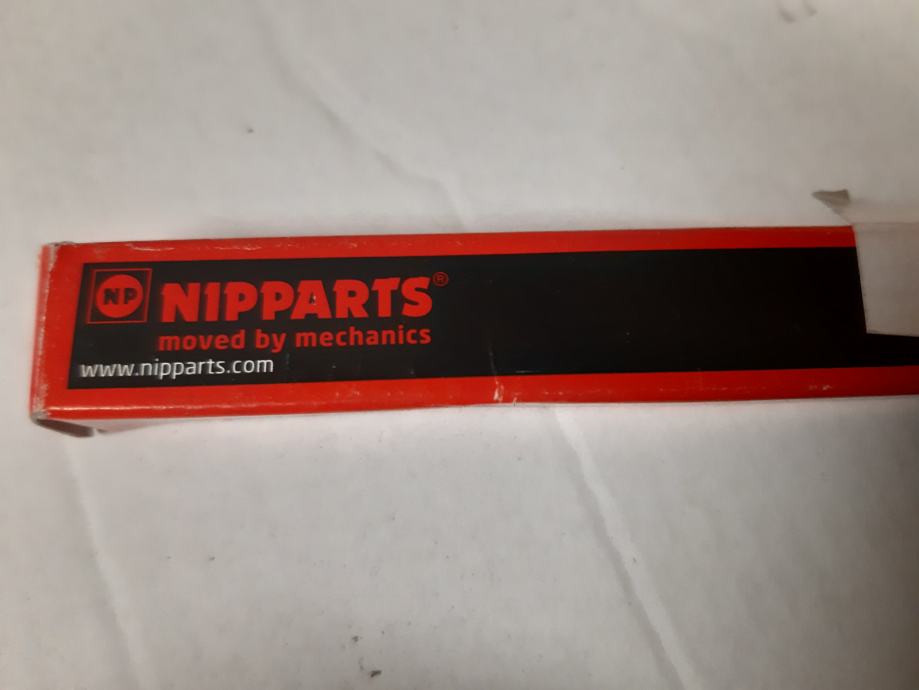 NP NIPPARTS®
moved by mechanics
www.nipparts.com